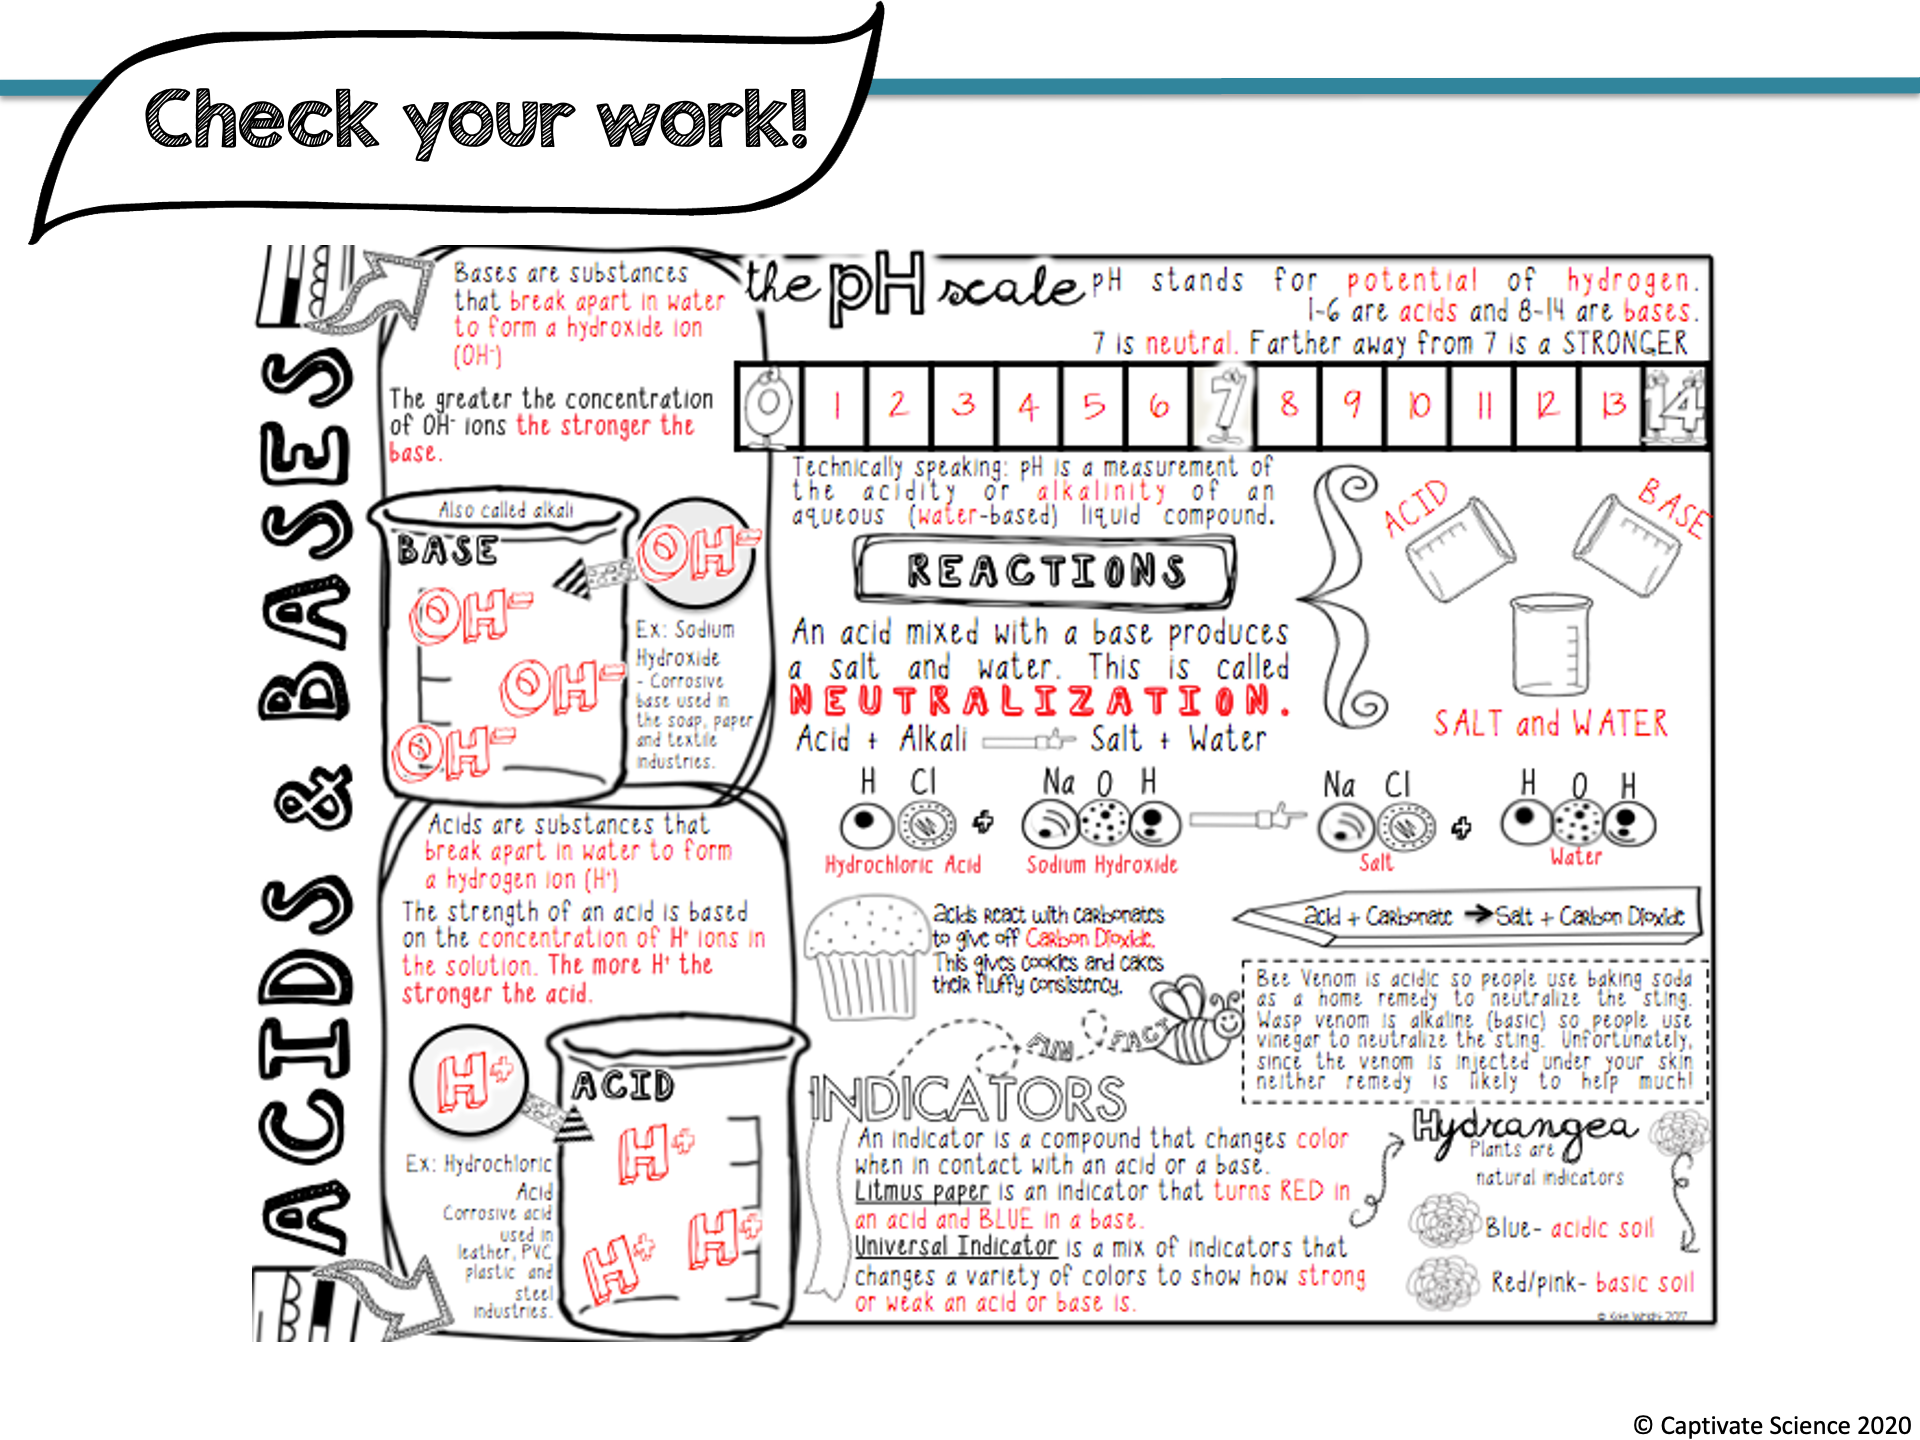 Check your work!
ACIDS & BASES
Bases are substances
that break apart in water
to form a hydroxide ion
(OH-)
The greater the concentration
of OH- ions the stronger the
base.
Also called alkali
BASE
OH-
OH-
OH-
OH-
Ex: Sodium
Hydroxide
- Corrosive
base used in
the soap, paper
and textile
industries.
Acids are substances that
break apart in water to form
a hydrogen ion (H+)
The strength of an acid is based
on the concentration of H+ ions in
the solution. The more H+ the
stronger the acid.
H+
ACID
H+
H+
H+
Ex: Hydrochloric
Acid
Corrosive acid
used in
leather, PVC
plastic and
steel
industries.
the pH scale
pH stands for potential of hydrogen.
1-6 are acids and 8-14 are bases.
7 is neutral. Farther away from 7 is a STRONGER
0 1 2 3 4 5 6 7 8 9 10 11 12 13 14
Technically speaking: pH is a measurement of
the acidity or alkalinity of an
aqueous (water-based) liquid compound.
REACTIONS
An acid mixed with a base produces
a salt and water. This is called
NEUTRALIZATION.
Acid + Alkali Salt + Water
ACID
BASE
SALT and WATER
H Cl Na O H Na Cl H O H
+ +
Hydrochloric Acid Sodium Hydroxide Salt Water
Acids react with carbonates
to give off Carbon Dioxide.
This gives cookies and cakes
their fluffy consistency.
Acid + Carbonate → Salt + Carbon Dioxide
FUN FACT
Bee Venom is acidic so people use baking soda
as a home remedy to neutralize the sting.
Wasp venom is alkaline (basic) so people use
vinegar to neutralize the sting. Unfortunately,
since the venom is injected under your skin
neither remedy is likely to help much!
INDICATORS
An indicator is a compound that changes color
when in contact with an acid or a base.
Litmus paper is an indicator that turns RED in
an acid and BLUE in a base.
Universal Indicator is a mix of indicators that
changes a variety of colors to show how strong
or weak an acid or base is.
Hydrangea
Plants are
natural indicators
Blue- acidic soil
Red/pink- basic soil
© Captivate Science 2020